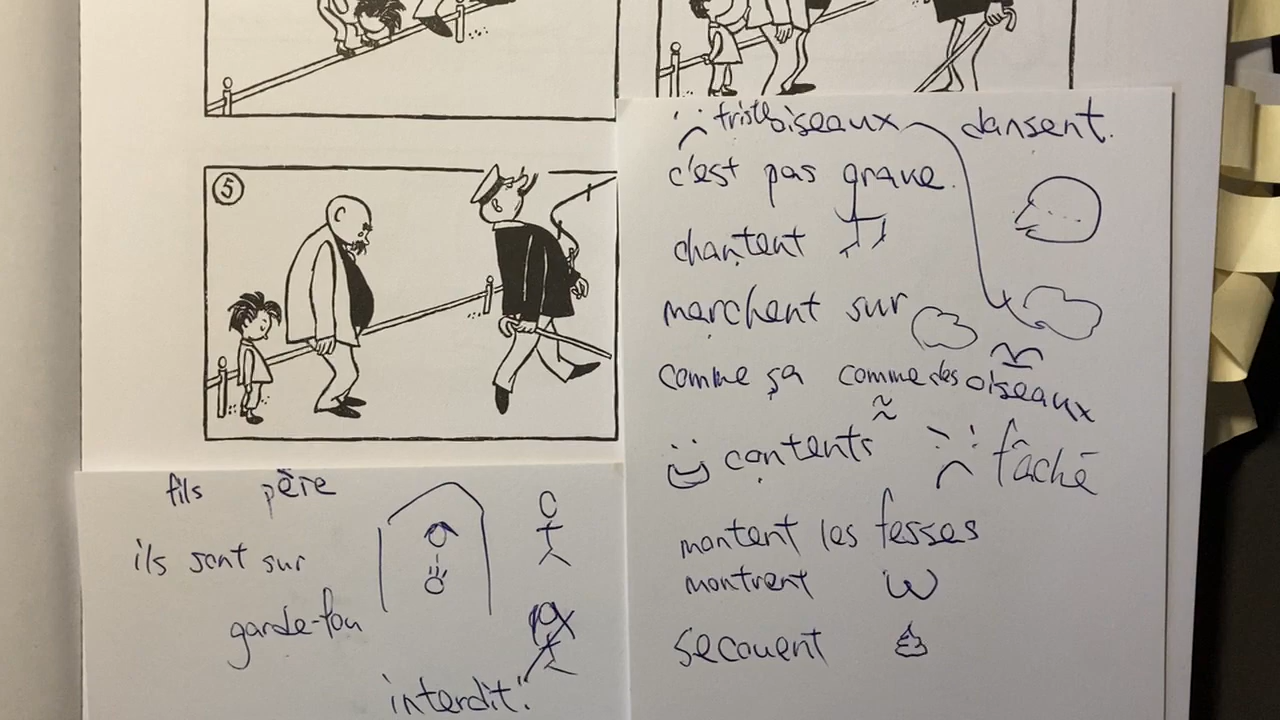 ⑤
triste oiseaux dansent.
c'est pas grave.
chantent
marchent sur
comme ça comme des oiseaux
contents fâché
montent les fesses
montrent
secouent
fils père
ils sont sur
garde-fou
interdit!